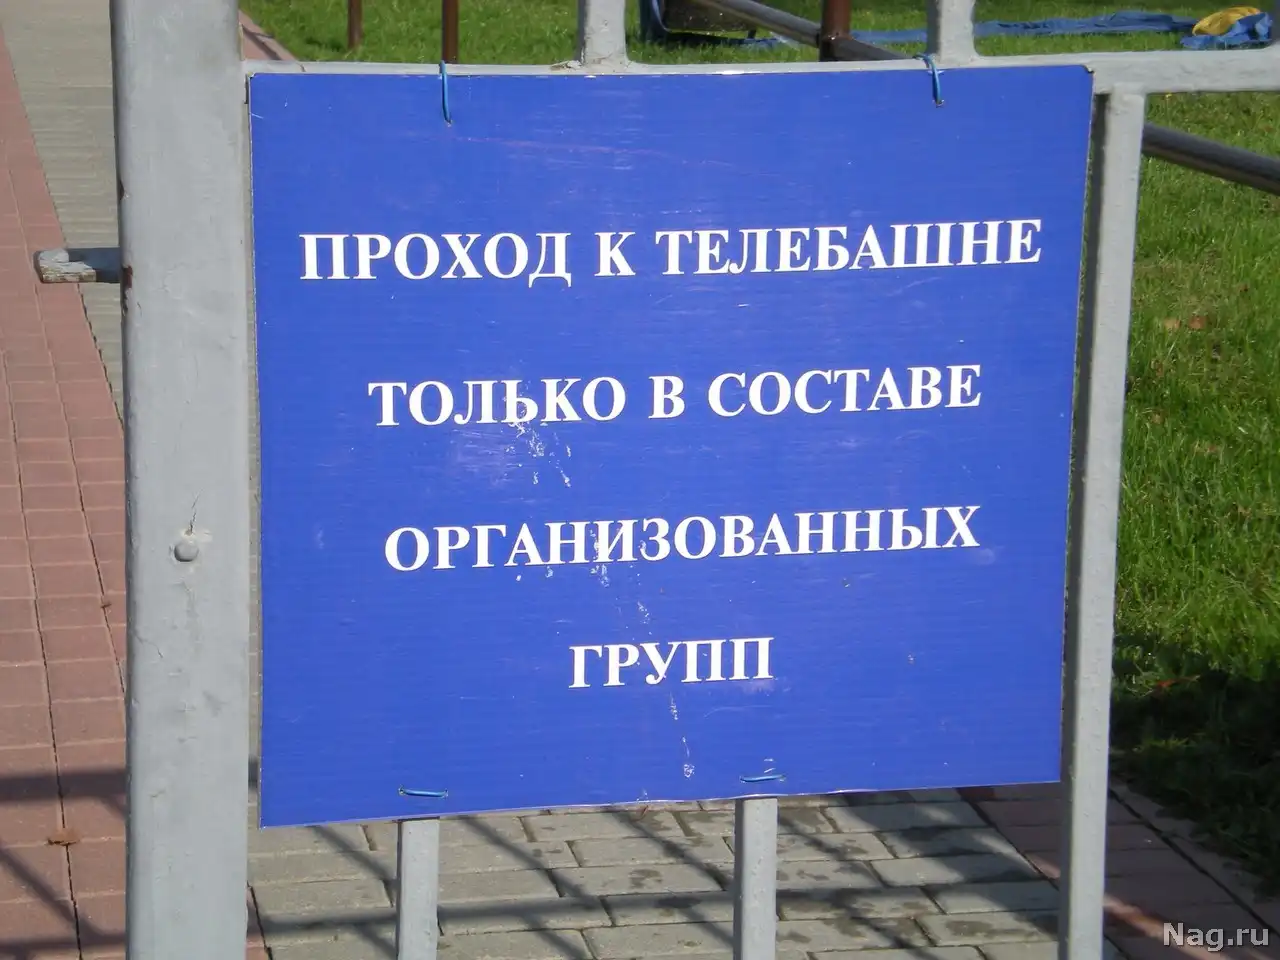 ПРОХОД К ТЕЛЕБАШНЕ
ТОЛЬКО В СОСТАВЕ
ОРГАНИЗОВАННЫХ
ГРУПП
Nag.ru